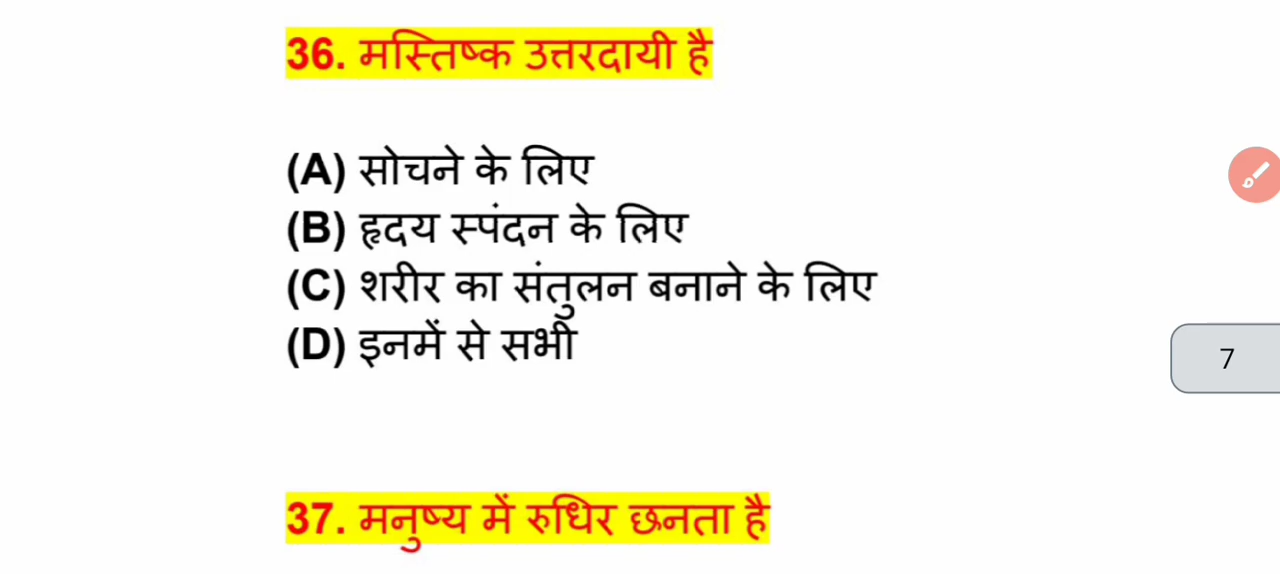 36. मस्तिष्क उत्तरदायी है
(A) सोचने के लिए
(B) हृदय स्पंदन के लिए
(C) शरीर का संतुलन बनाने के लिए
(D) इनमें से सभी
7
37. मनुष्य में रुधिर छनता है